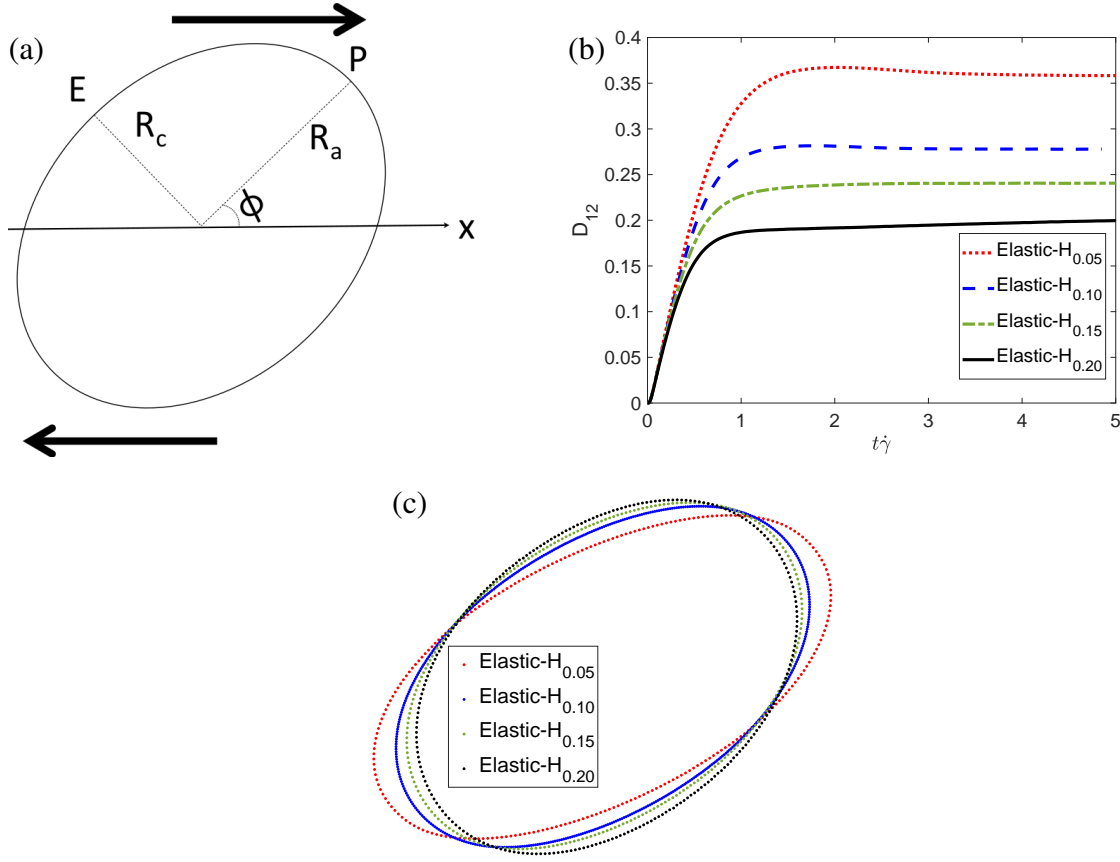 (a)
E
P
R_c
R_a
ϕ
x
(b)
0.4
0.35
0.3
0.25
0.2
0.15
0.1
0.05
0
D_12
0 1 2 3 4 5
tγ̇
Elastic-H_0.05
Elastic-H_0.10
Elastic-H_0.15
Elastic-H_0.20
(c)
Elastic-H_0.05
Elastic-H_0.10
Elastic-H_0.15
Elastic-H_0.20